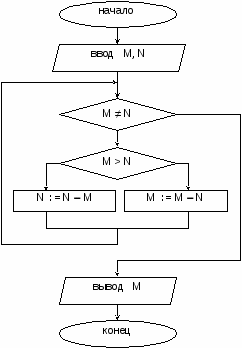 начало
ввод M, N
M ≠ N
M > N
N := N – M
M := M – N
вывод M
конец